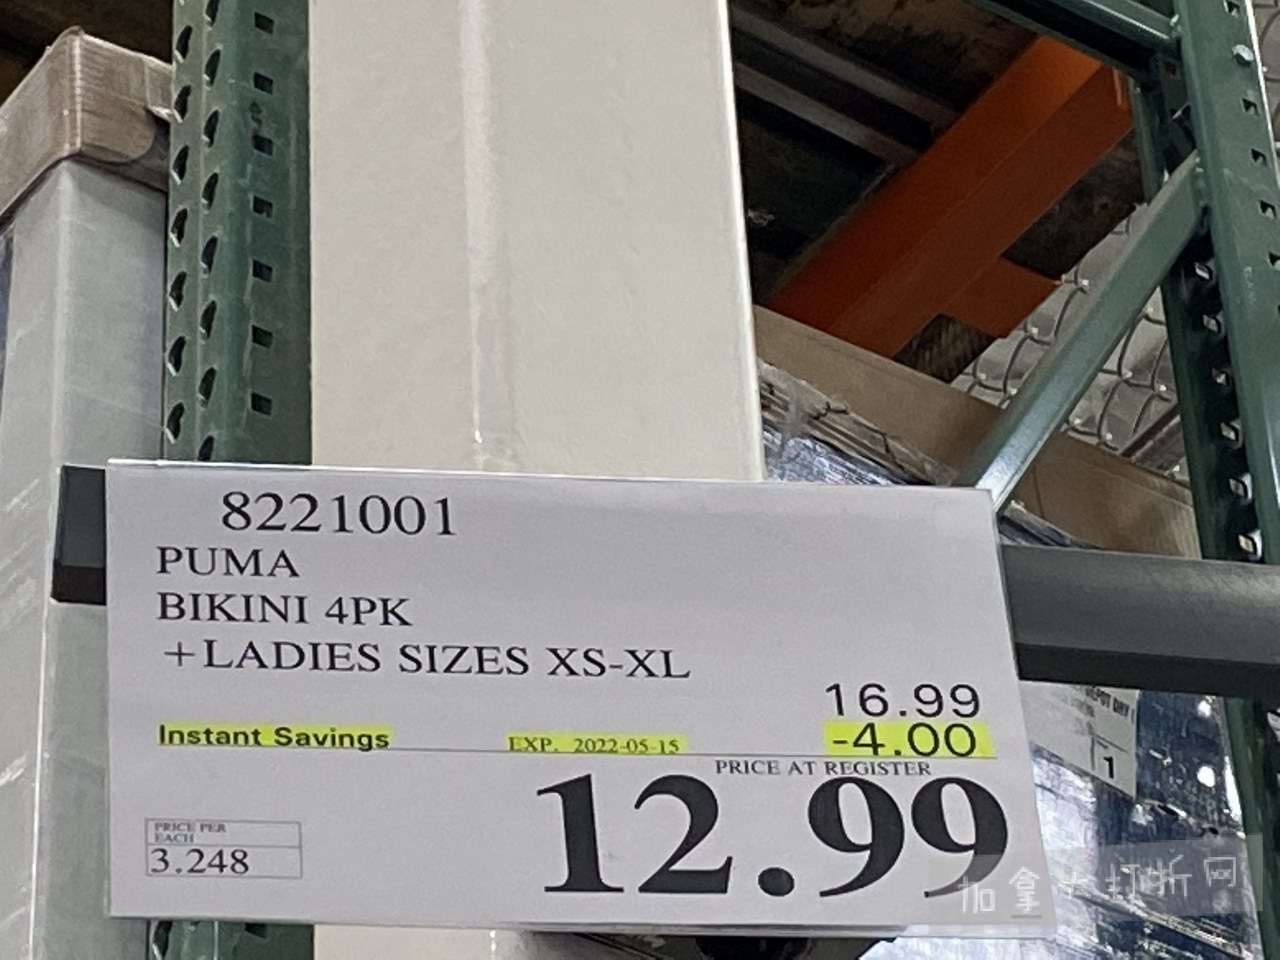 8221001
PUMA
BIKINI 4PK
+LADIES SIZES XS-XL
16.99
Instant Savings EXP. 2022-05-15 -4.00
PRICE AT REGISTER
12.99
PRICE PER
EACH
3.248
1
加拿大打折网